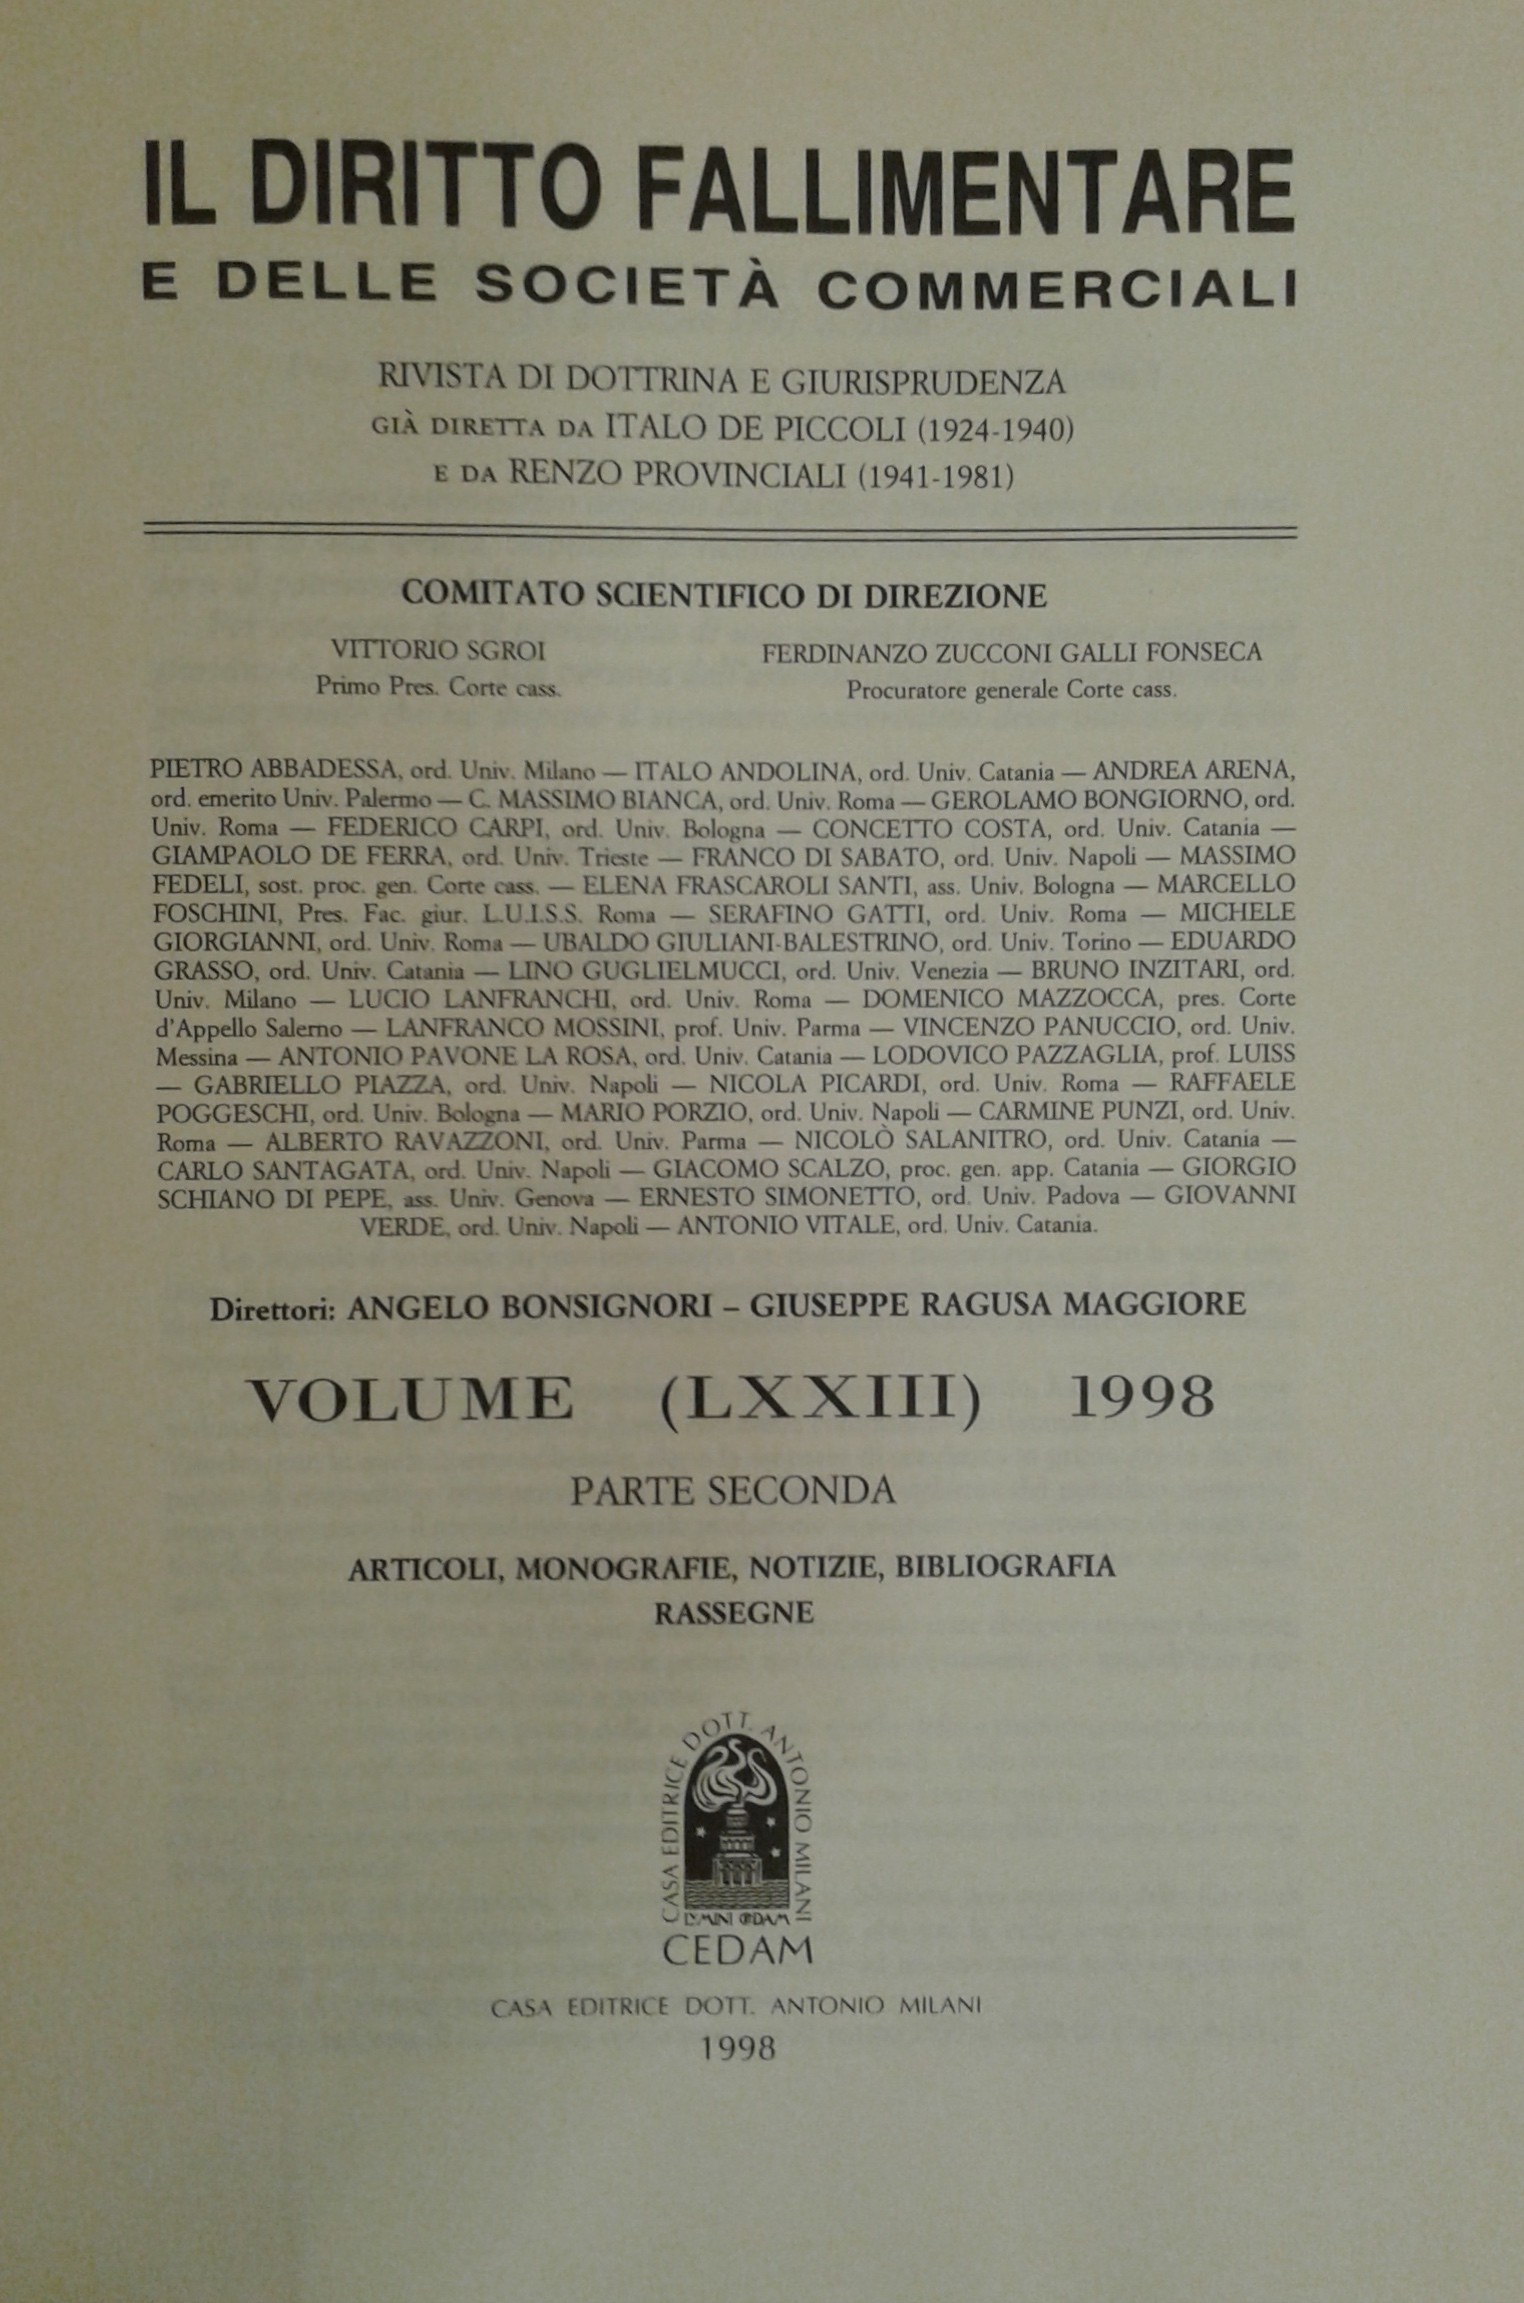 IL DIRITTO FALLIMENTARE
E DELLE SOCIETÀ COMMERCIALI
RIVISTA DI DOTTRINA E GIURISPRUDENZA
GIÀ DIRETTA DA ITALO DE PICCOLI (1924-1940)
E DA RENZO PROVINCIALI (1941-1981)
COMITATO SCIENTIFICO DI DIREZIONE
VITTORIO SGROI
Primo Pres. Corte cass.
FERDINANZO ZUCCONI GALLI FONSECA
Procuratore generale Corte cass.
PIETRO ABBADESSA, ord. Univ. Milano — ITALO ANDOLINA, ord. Univ. Catania — ANDREA ARENA,
ord. emerito Univ. Palermo — C. MASSIMO BIANCA, ord. Univ. Roma — GEROLAMO BONGIORNO, ord.
Univ. Roma — FEDERICO CARPI, ord. Univ. Bologna — CONCETTO COSTA, ord. Univ. Catania —
GIAMPAOLO DE FERRA, ord. Univ. Trieste — FRANCO DI SABATO, ord. Univ. Napoli — MASSIMO
FEDELI, sost. proc. gen. Corte cass. — ELENA FRASCAROLI SANTI, ass. Univ. Bologna — MARCELLO
FOSCHINI, Pres. Fac. giur. L.U.I.S.S. Roma — SERAFINO GATTI, ord. Univ. Roma — MICHELE
GIORGIANNI, ord. Univ. Roma — UBALDO GIULIANI-BALESTRINO, ord. Univ. Torino — EDUARDO
GRASSO, ord. Univ. Catania — LINO GUGLIELMUCCI, ord. Univ. Venezia — BRUNO INZITARI, ord.
Univ. Milano — LUCIO LANFRANCHI, ord. Univ. Roma — DOMENICO MAZZOCCA, pres. Corte
d'Appello Salerno — LANFRANCO MOSSINI, prof. Univ. Parma — VINCENZO PANUCCIO, ord. Univ.
Messina — ANTONIO PAVONE LA ROSA, ord. Univ. Catania — LODOVICO PAZZAGLIA, prof. LUISS
— GABRIELLO PIAZZA, ord. Univ. Napoli — NICOLA PICARDI, ord. Univ. Roma — RAFFAELE
POGGESCHI, ord. Univ. Bologna — MARIO PORZIO, ord. Univ. Napoli — CARMINE PUNZI, ord. Univ.
Roma — ALBERTO RAVAZZONI, ord. Univ. Parma — NICOLÒ SALANITRO, ord. Univ. Catania —
CARLO SANTAGATA, ord. Univ. Napoli — GIACOMO SCALZO, proc. gen. app. Catania — GIORGIO
SCHIANO DI PEPE, ass. Univ. Genova — ERNESTO SIMONETTO, ord. Univ. Padova — GIOVANNI
VERDE, ord. Univ. Napoli — ANTONIO VITALE, ord. Univ. Catania.
Direttori: ANGELO BONSIGNORI – GIUSEPPE RAGUSA MAGGIORE
VOLUME (LXXIII) 1998
PARTE SECONDA
ARTICOLI, MONOGRAFIE, NOTIZIE, BIBLIOGRAFIA
RASSEGNE
CASA EDITRICE DOTT. ANTONIO MILANI
CEDAM
CASA EDITRICE DOTT. ANTONIO MILANI
1998